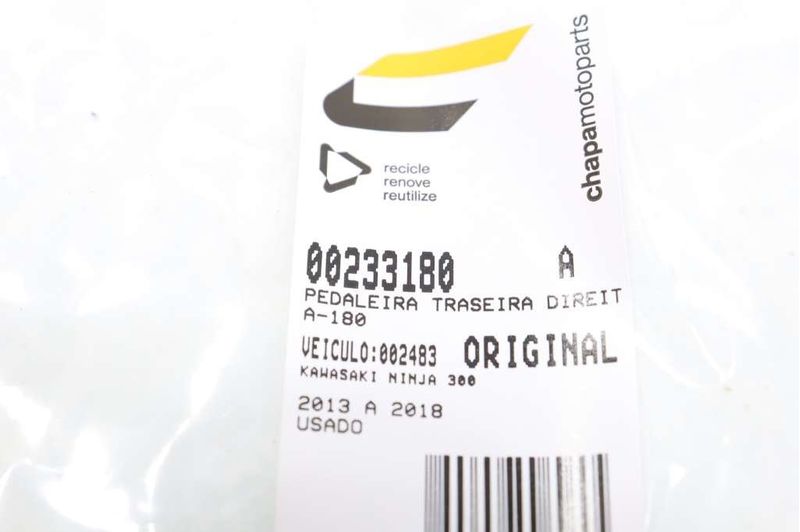 chapamotoparts
recicle
renove
reutilize
00233180 A
PEDALEIRA TRASEIRA DIREIT
A-180
VEICULO:002483 ORIGINAL
KAWASAKI NINJA 300
2013 A 2018
USADO